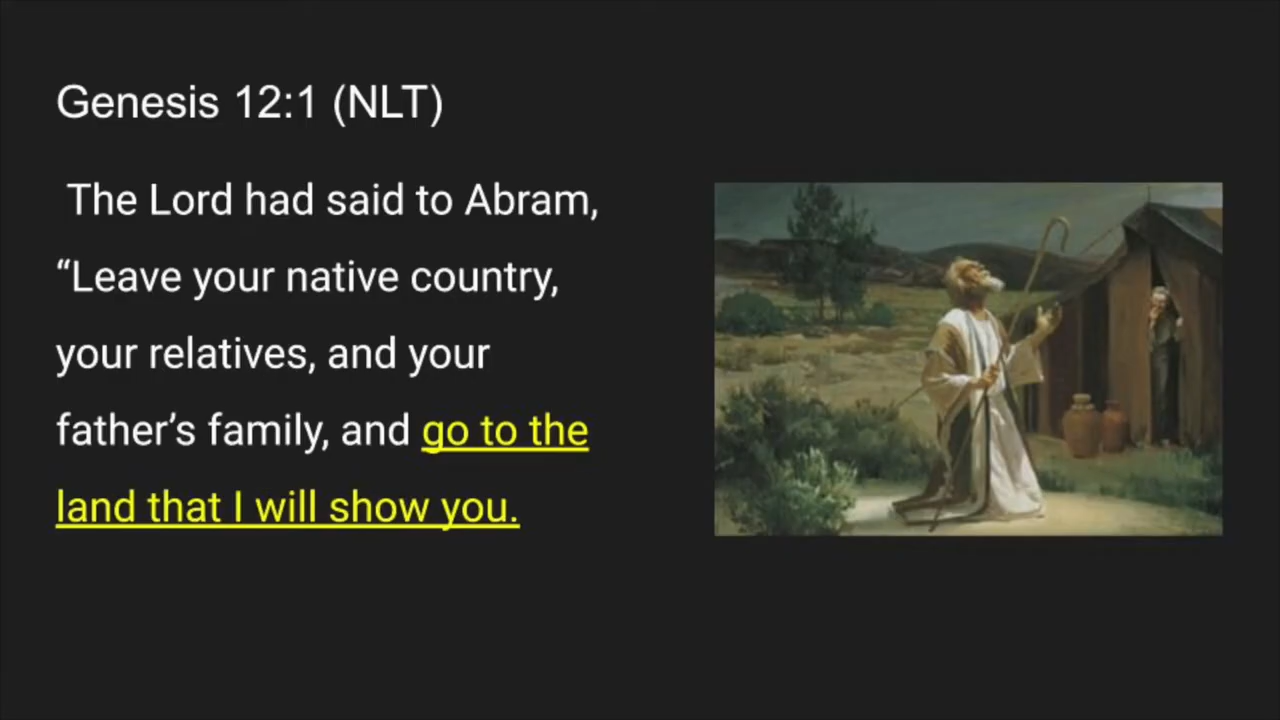 Genesis 12:1 (NLT)
The Lord had said to Abram,
“Leave your native country,
your relatives, and your
father’s family, and go to the
land that I will show you.